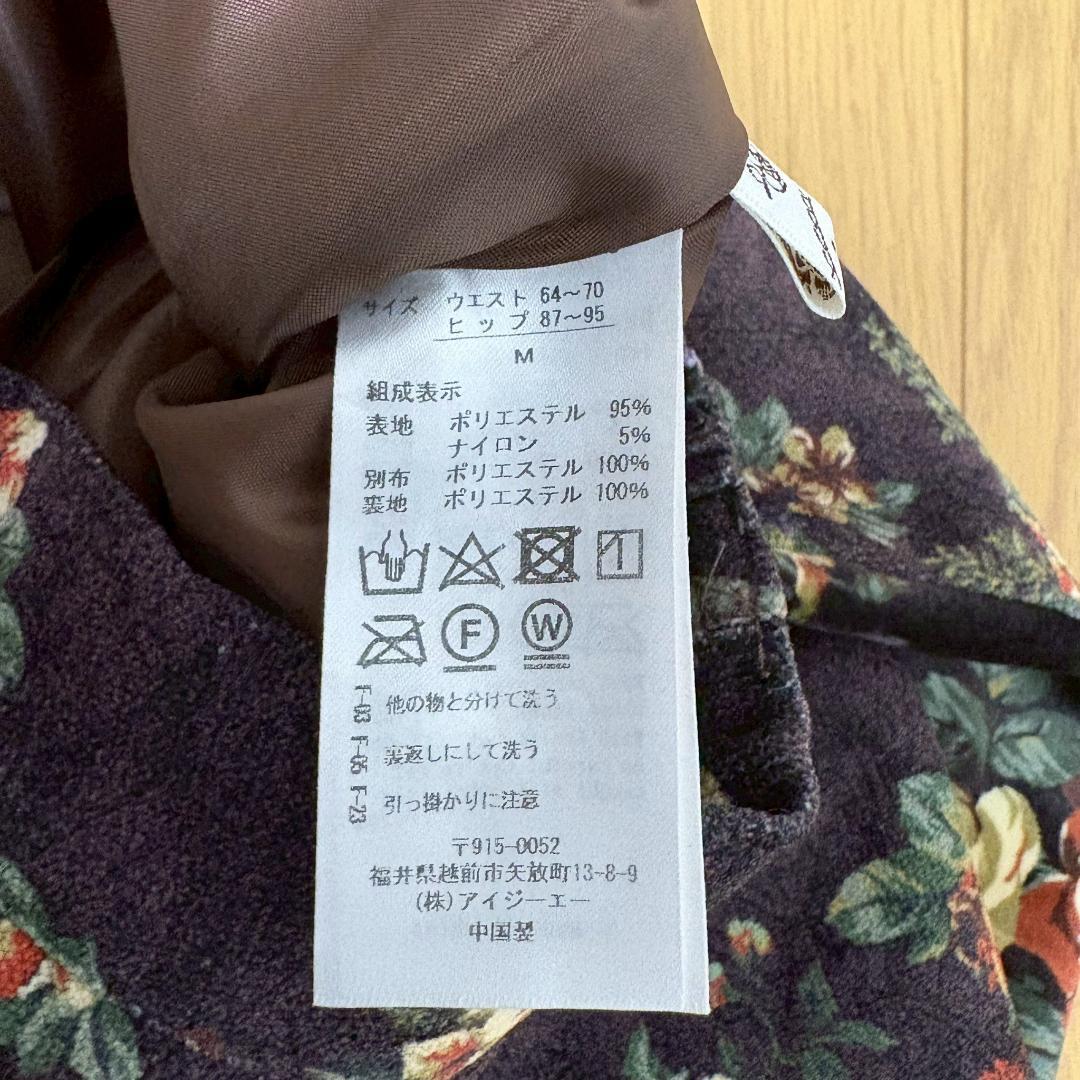 サイズ ウエスト 64～70
ヒップ 87～95
M
組成表示
表地 ポリエステル 95%
ナイロン 5%
別布 ポリエステル 100%
裏地 ポリエステル 100%
F
W
F-03 他の物と分けて洗う
F-05 裏返しにして洗う
F-23 引っ掛かりに注意
〒915-0052
福井県越前市矢放町13-8-9
(株)アイジーエー
中国製